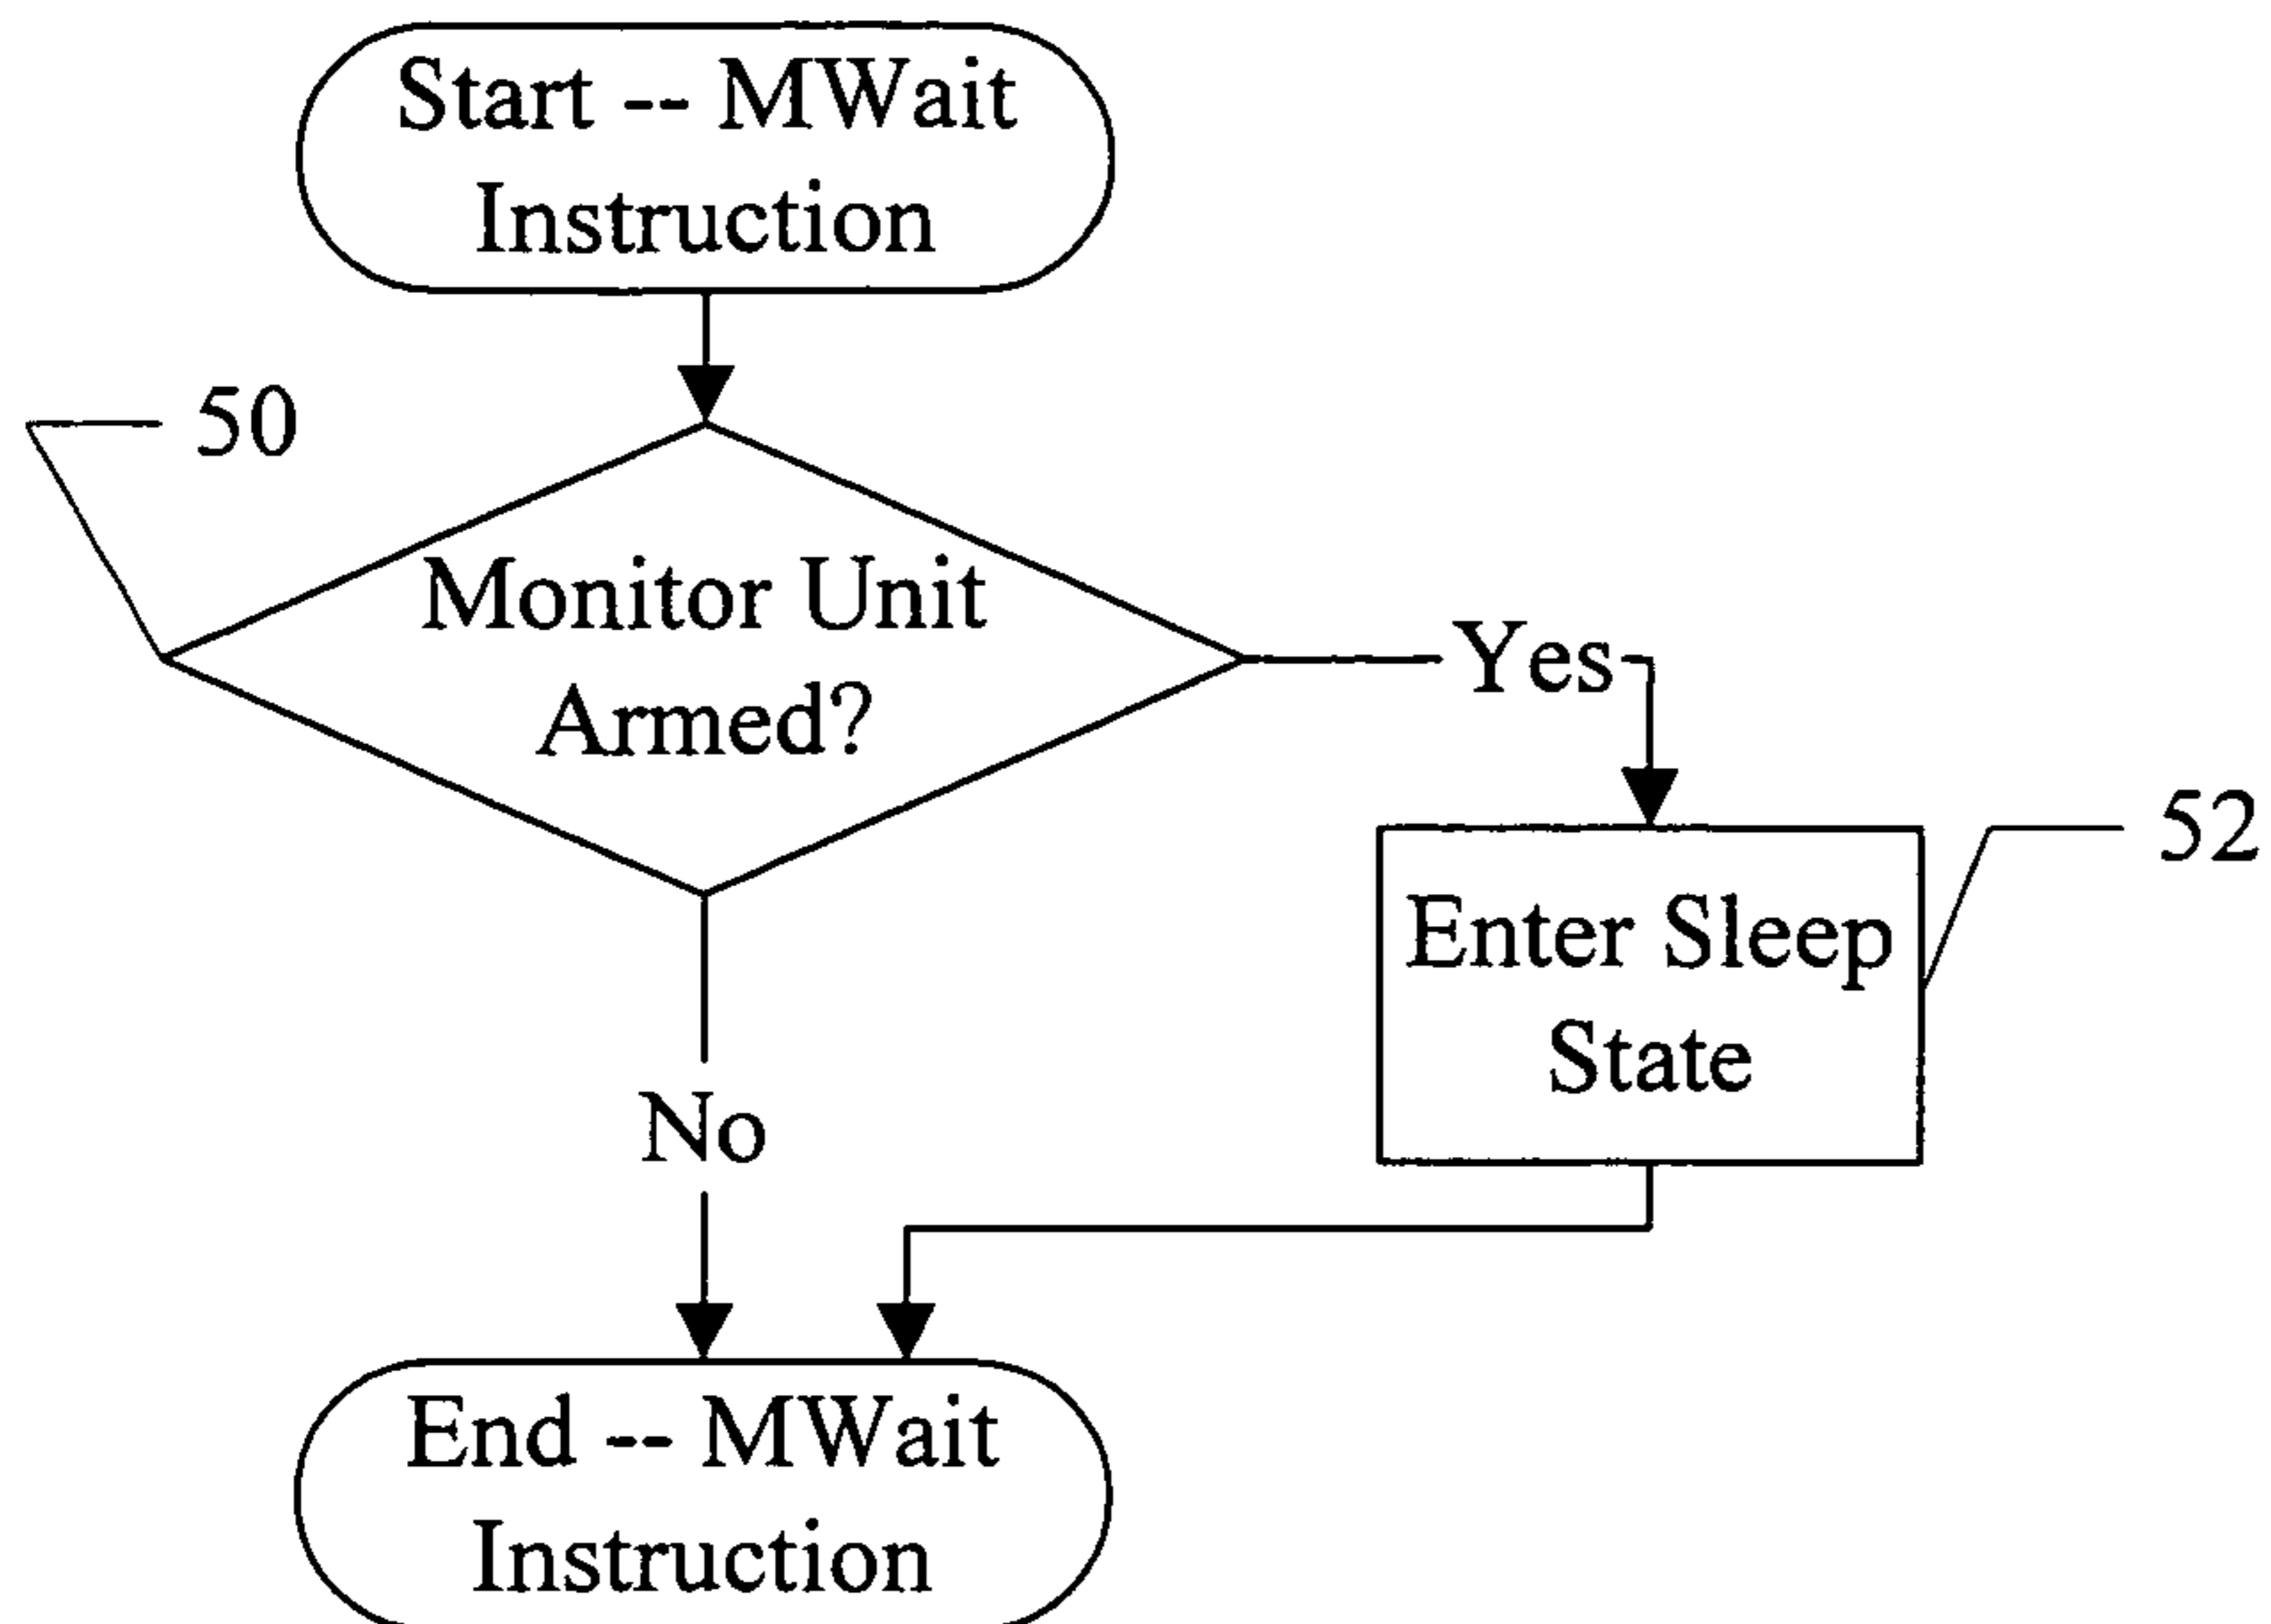 Start -- MWait
Instruction
50
Monitor Unit
Armed?
Yes
52
Enter Sleep
State
No
End -- MWait
Instruction